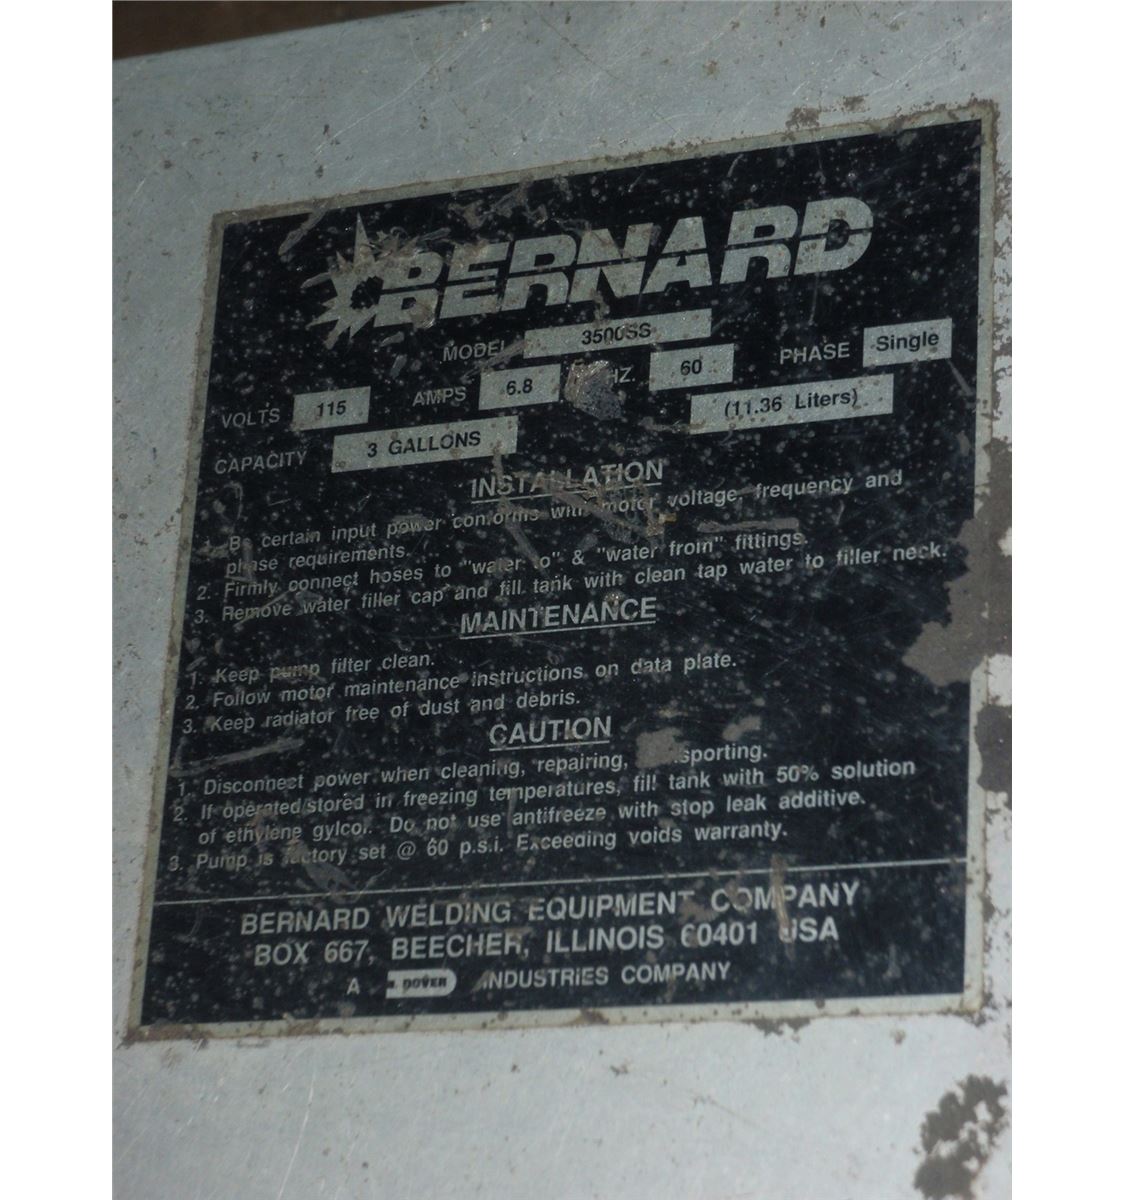 BERNARD
MODEL 3500SS
VOLTS 115 AMPS 6.8 HZ. 60 PHASE Single
CAPACITY 3 GALLONS (11.36 Liters)
INSTALLATION
1. Be certain input power conforms with motor voltage, frequency and
phase requirements.
2. Firmly connect hoses to "water to" & "water from" fittings.
3. Remove water filler cap and fill tank with clean tap water to filler neck.
MAINTENANCE
1. Keep pump filter clean.
2. Follow motor maintenance instructions on data plate.
3. Keep radiator free of dust and debris.
CAUTION
1. Disconnect power when cleaning, repairing, sporting.
2. If operated/stored in freezing temperatures, fill tank with 50% solution
of ethylene gylcol. Do not use antifreeze with stop leak additive.
3. Pump is factory set @ 60 p.s.i. Exceeding voids warranty.
BERNARD WELDING EQUIPMENT COMPANY
BOX 667, BEECHER, ILLINOIS 60401 USA
A DOVER INDUSTRIES COMPANY